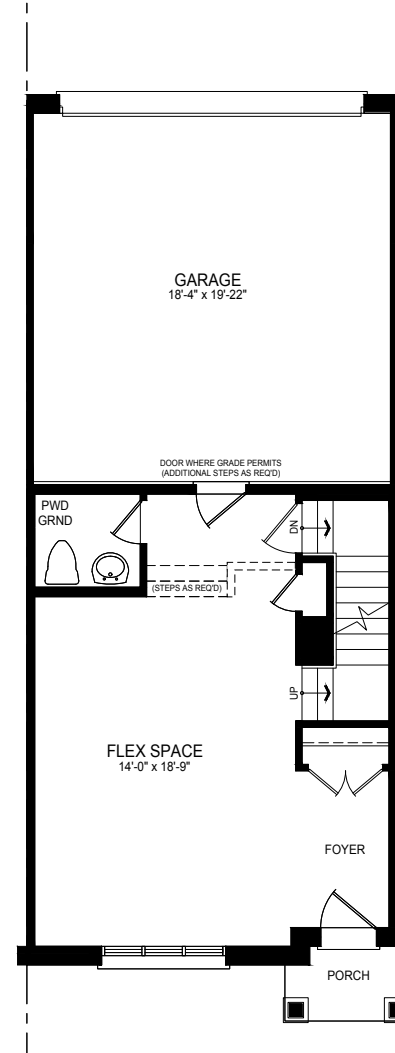 GARAGE
18'-4" x 19'-22"
DOOR WHERE GRADE PERMITS
(ADDITIONAL STEPS AS REQ'D)
PWD
GRND
DN
(STEPS AS REQ'D)
UP
FLEX SPACE
14'-0" x 18'-9"
FOYER
PORCH